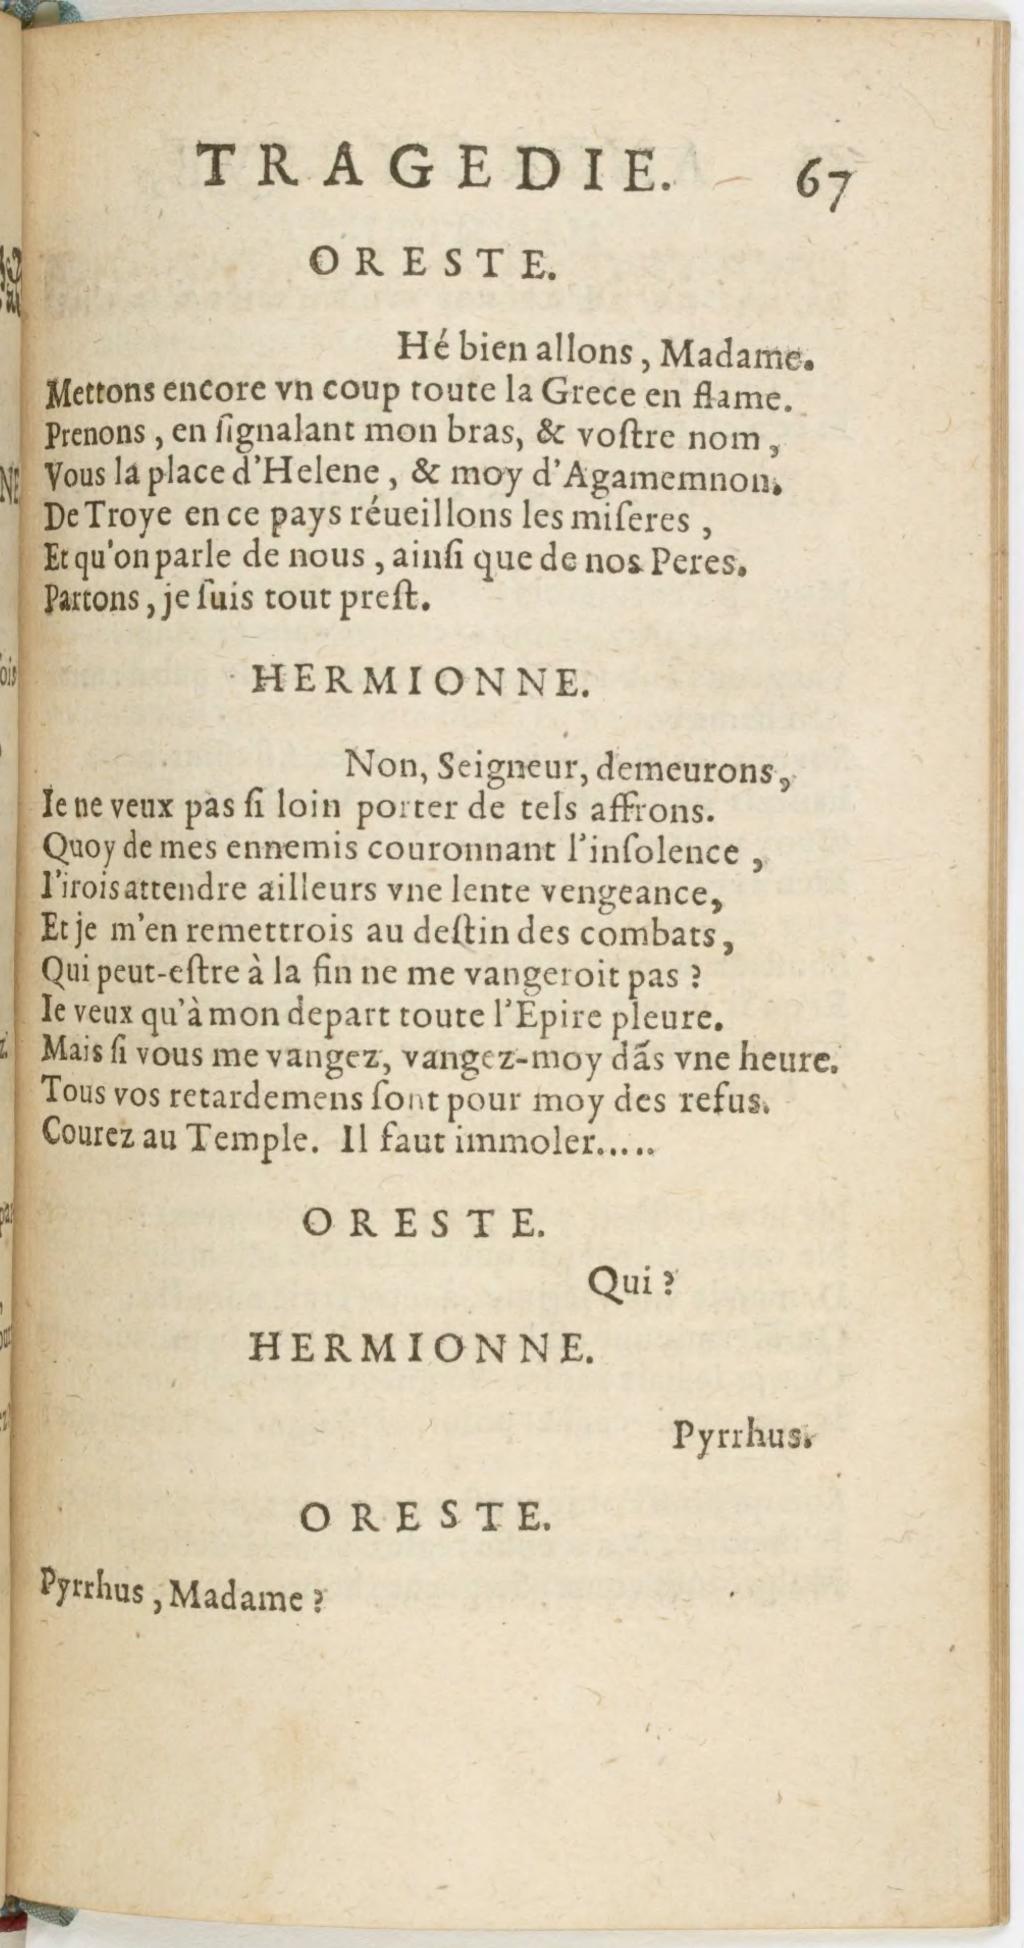 TRAGEDIE. 67
ORESTE.
Hé bien allons, Madame.
Mettons encore vn coup toute la Grece en flame.
Prenons, en ſignalant mon bras, & voſtre nom,
Vous la place d'Helene, & moy d'Agamemnon.
De Troye en ce pays réueillons les miſeres,
Et qu'on parle de nous, ainſi que de nos Peres.
Partons, je ſuis tout preſt.
HERMIONNE.
Non, Seigneur, demeurons,
Ie ne veux pas ſi loin porter de tels affrons.
Quoy de mes ennemis couronnant l'inſolence,
I'irois attendre ailleurs vne lente vengeance,
Et je m'en remettrois au deſtin des combats,
Qui peut-eſtre à la fin ne me vangeroit pas?
Ie veux qu'à mon depart toute l'Epire pleure.
Mais ſi vous me vangez, vangez-moy dãs vne heure.
Tous vos retardemens ſont pour moy des refus.
Courez au Temple. Il faut immoler.....
ORESTE.
Qui?
HERMIONNE.
Pyrrhus.
ORESTE.
Pyrrhus, Madame?